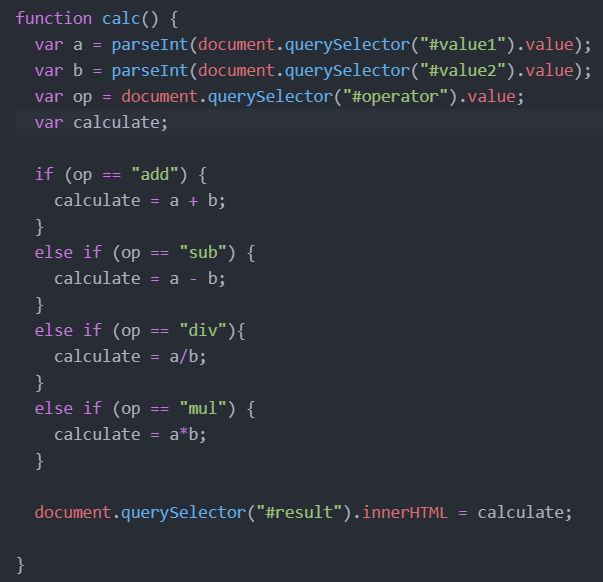 function calc() {
  var a = parseInt(document.querySelector("#value1").value);
  var b = parseInt(document.querySelector("#value2").value);
  var op = document.querySelector("#operator").value;
  var calculate;

  if (op == "add") {
    calculate = a + b;
  }
  else if (op == "sub") {
    calculate = a - b;
  }
  else if (op == "div"){
    calculate = a/b;
  }
  else if (op == "mul") {
    calculate = a*b;
  }

  document.querySelector("#result").innerHTML = calculate;

}